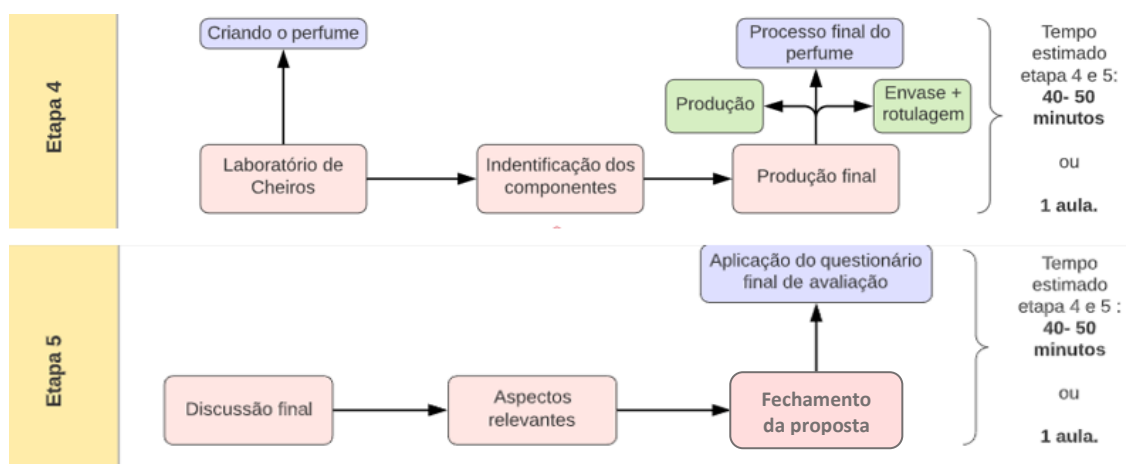 Etapa 4
Criando o perfume
Processo final do
perfume
Produção
Envase +
rotulagem
Laboratório de
Cheiros
Indentificação dos
componentes
Produção final
Tempo
estimado
etapa 4 e 5:
40- 50
minutos
ou
1 aula.
Etapa 5
Aplicação do questionário
final de avaliação
Discussão final
Aspectos
relevantes
Fechamento
da proposta
Tempo
estimado
etapa 4 e 5 :
40- 50
minutos
ou
1 aula.